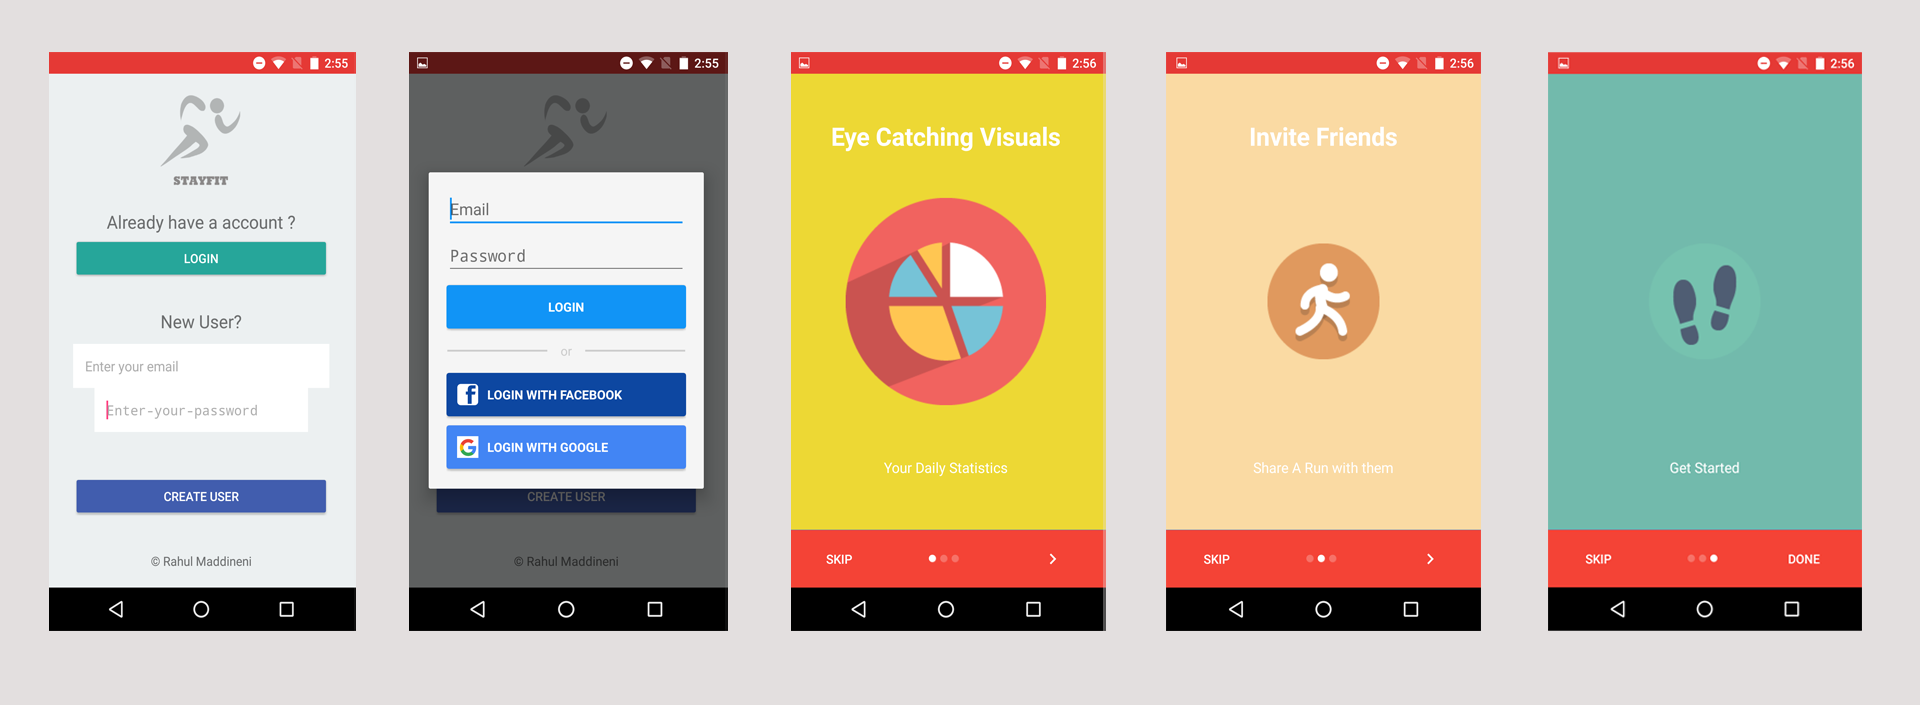 2:55
STAYFIT
Already have a account ?
LOGIN
New User?
Enter your email
Enter-your-password
CREATE USER
© Rahul Maddineni
2:55
Email
Password
LOGIN
or
LOGIN WITH FACEBOOK
LOGIN WITH GOOGLE
CREATE USER
© Rahul Maddineni
2:56
Eye Catching Visuals
Your Daily Statistics
SKIP
2:56
Invite Friends
Share A Run with them
SKIP
2:56
Get Started
SKIP
DONE